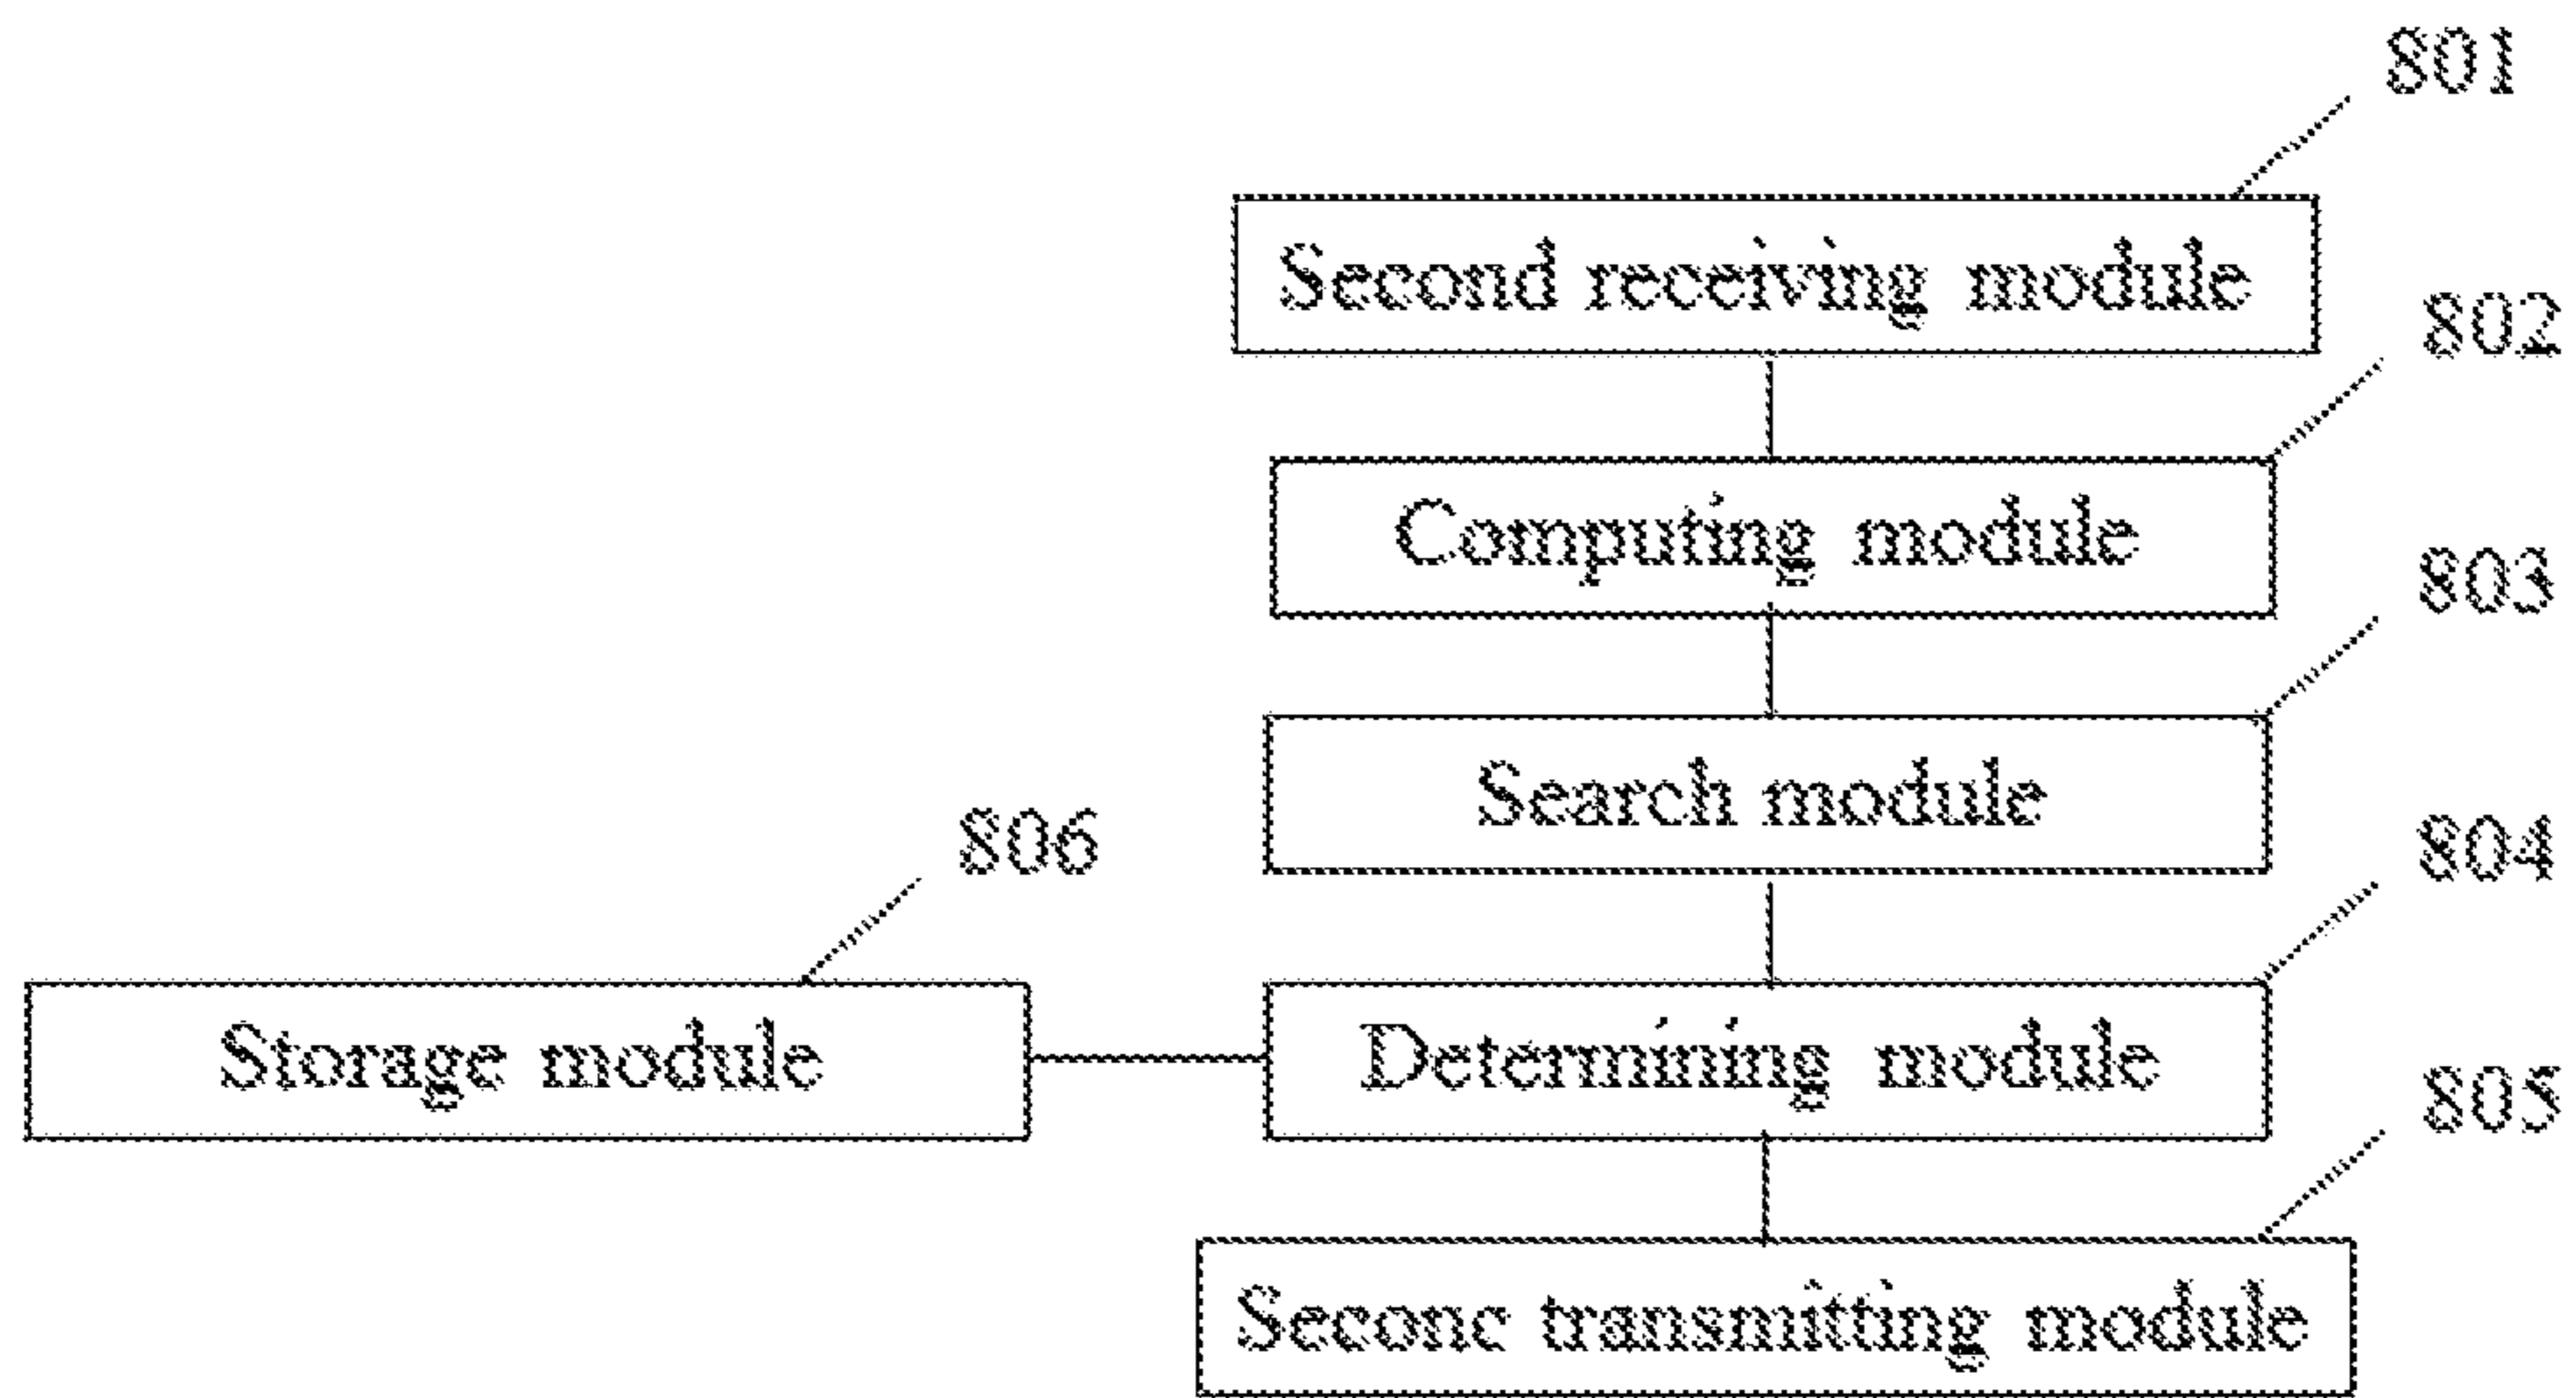 801
Second receiving module
802
Computing module
803
Search module
804
806
Storage module
Determining module
805
Seconc transmitting module